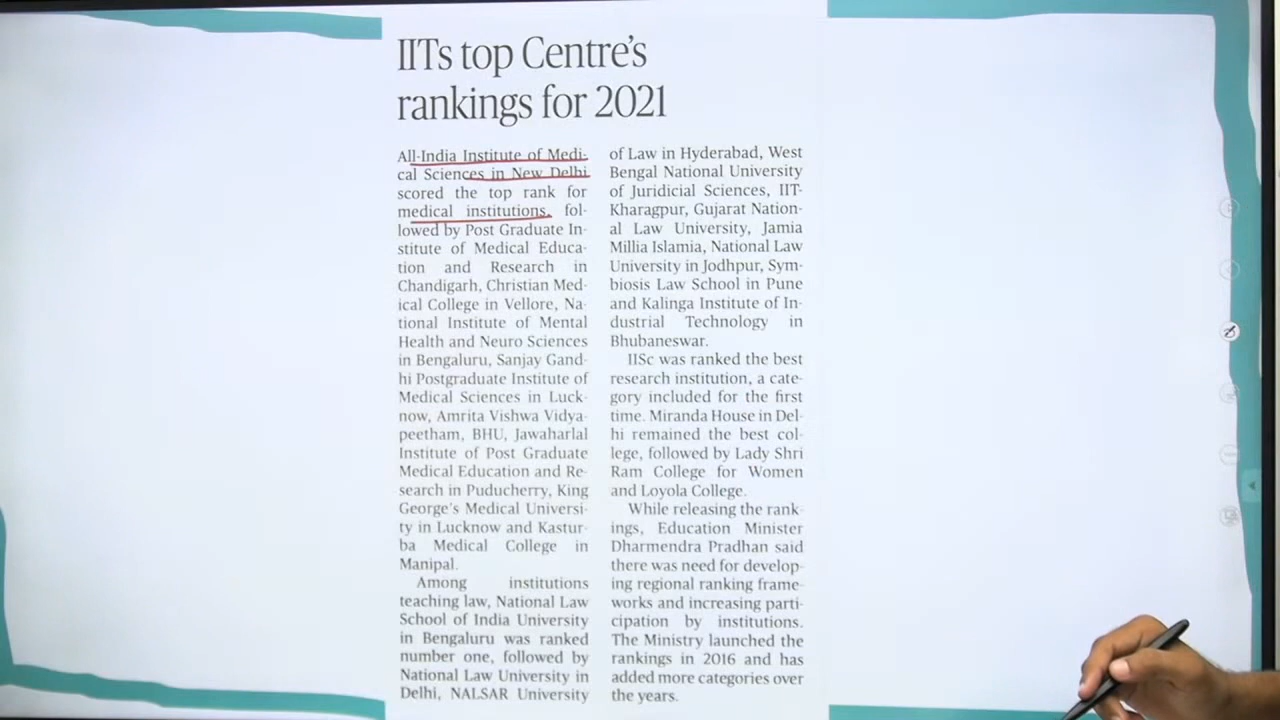 IITs top Centre's
rankings for 2021
All-India Institute of Medi-
cal Sciences in New Delhi
scored the top rank for
medical institutions, fol-
lowed by Post Graduate In-
stitute of Medical Educa-
tion and Research in
Chandigarh, Christian Med-
ical College in Vellore, Na-
tional Institute of Mental
Health and Neuro Sciences
in Bengaluru, Sanjay Gand-
hi Postgraduate Institute of
Medical Sciences in Luck-
now, Amrita Vishwa Vidya-
peetham, BHU, Jawaharlal
Institute of Post Graduate
Medical Education and Re-
search in Puducherry, King
George's Medical Universi-
ty in Lucknow and Kastur-
ba Medical College in
Manipal.
Among institutions
teaching law, National Law
School of India University
in Bengaluru was ranked
number one, followed by
National Law University in
Delhi, NALSAR University
of Law in Hyderabad, West
Bengal National University
of Juridicial Sciences, IIT-
Kharagpur, Gujarat Nation-
al Law University, Jamia
Millia Islamia, National Law
University in Jodhpur, Sym-
biosis Law School in Pune
and Kalinga Institute of In-
dustrial Technology in
Bhubaneswar.
IISc was ranked the best
research institution, a cate-
gory included for the first
time. Miranda House in Del-
hi remained the best col-
lege, followed by Lady Shri
Ram College for Women
and Loyola College.
While releasing the rank-
ings, Education Minister
Dharmendra Pradhan said
there was need for develop-
ing regional ranking frame-
works and increasing parti-
cipation by institutions.
The Ministry launched the
rankings in 2016 and has
added more categories over
the years.